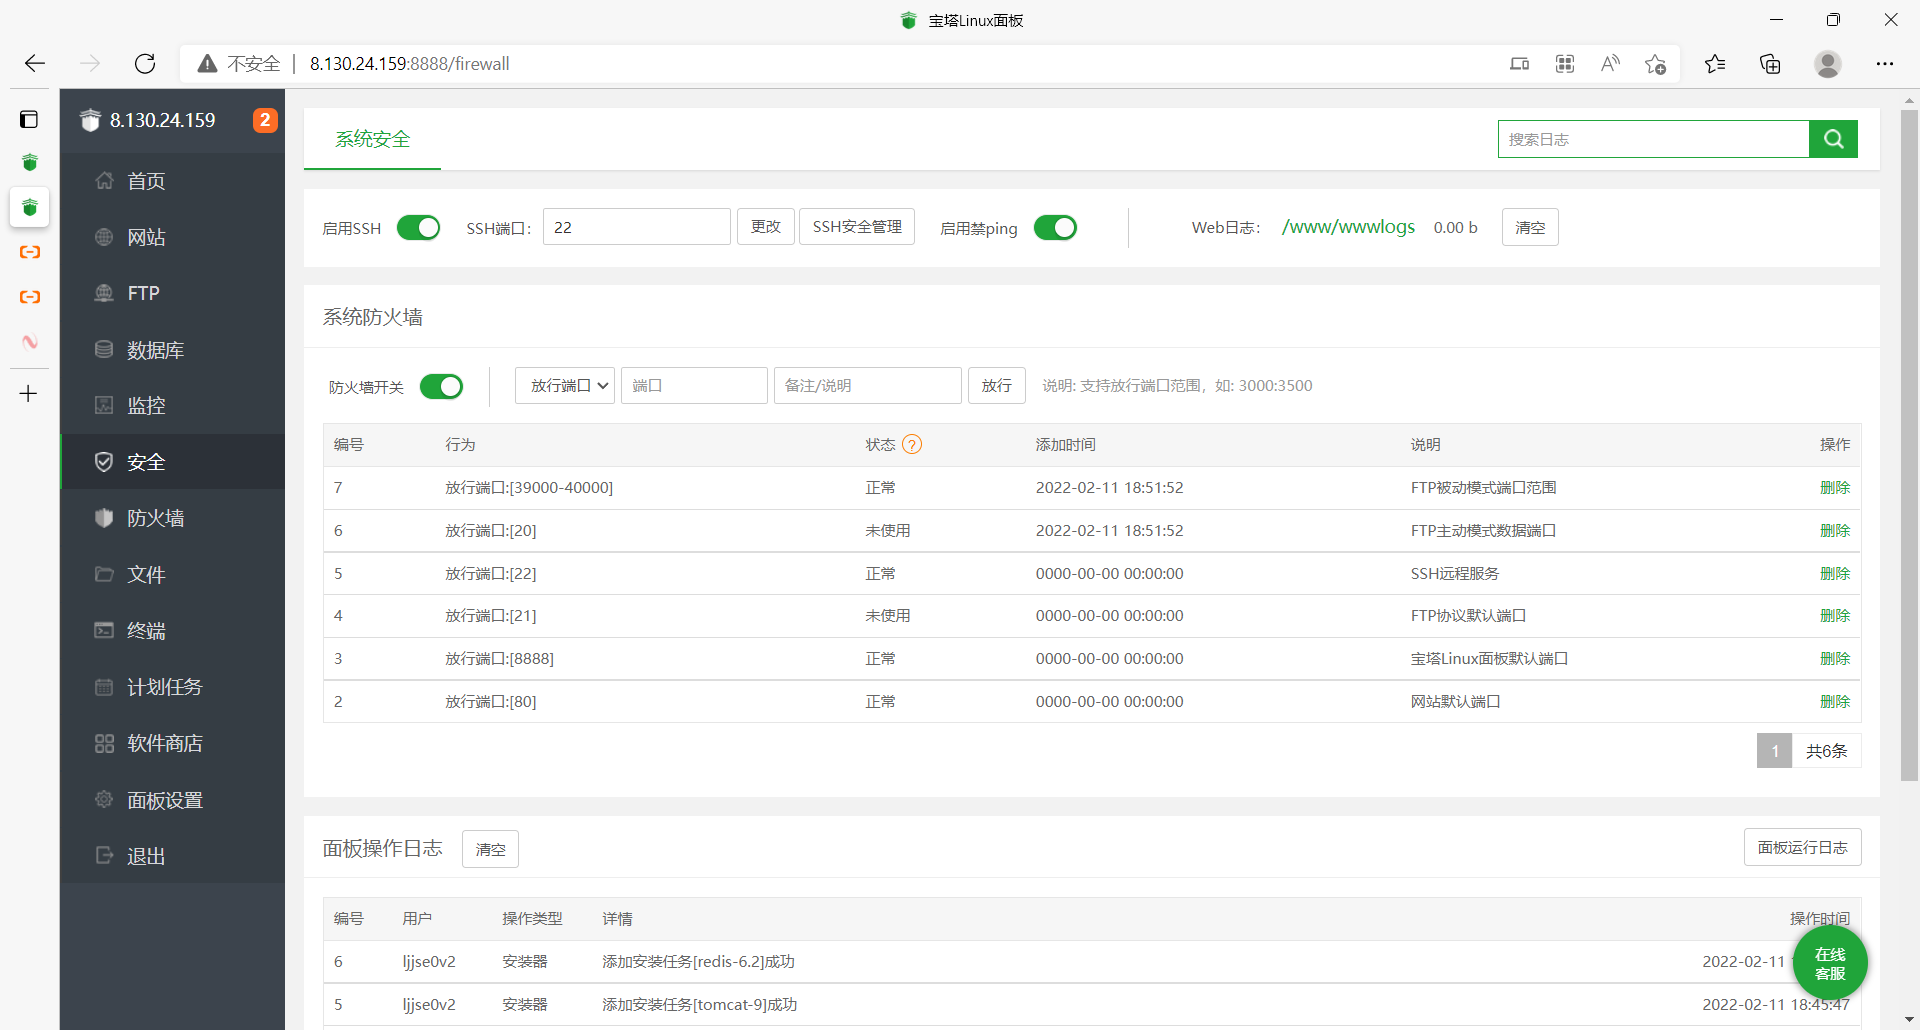 宝塔Linux面板
不安全 8.130.24.159:8888/firewall
8.130.24.159 2
首页
网站
FTP
数据库
监控
安全
防火墙
文件
终端
计划任务
软件商店
面板设置
退出
系统安全 搜索日志
启用SSH SSH端口： 22 更改 SSH安全管理 启用禁ping Web日志： /www/wwwlogs 0.00 b 清空
系统防火墙
防火墙开关 放行端口 端口 备注/说明 放行 说明: 支持放行端口范围，如: 3000:3500
编号 行为 状态 ? 添加时间 说明 操作
7 放行端口:[39000-40000] 正常 2022-02-11 18:51:52 FTP被动模式端口范围 删除
6 放行端口:[20] 未使用 2022-02-11 18:51:52 FTP主动模式数据端口 删除
5 放行端口:[22] 正常 0000-00-00 00:00:00 SSH远程服务 删除
4 放行端口:[21] 未使用 0000-00-00 00:00:00 FTP协议默认端口 删除
3 放行端口:[8888] 正常 0000-00-00 00:00:00 宝塔Linux面板默认端口 删除
2 放行端口:[80] 正常 0000-00-00 00:00:00 网站默认端口 删除
1 共6条
面板操作日志 清空 面板运行日志
编号 用户 操作类型 详情 操作时间
6 ljjse0v2 安装器 添加安装任务[redis-6.2]成功 2022-02-11
5 ljjse0v2 安装器 添加安装任务[tomcat-9]成功 2022-02-11 18:45:47
在线
客服